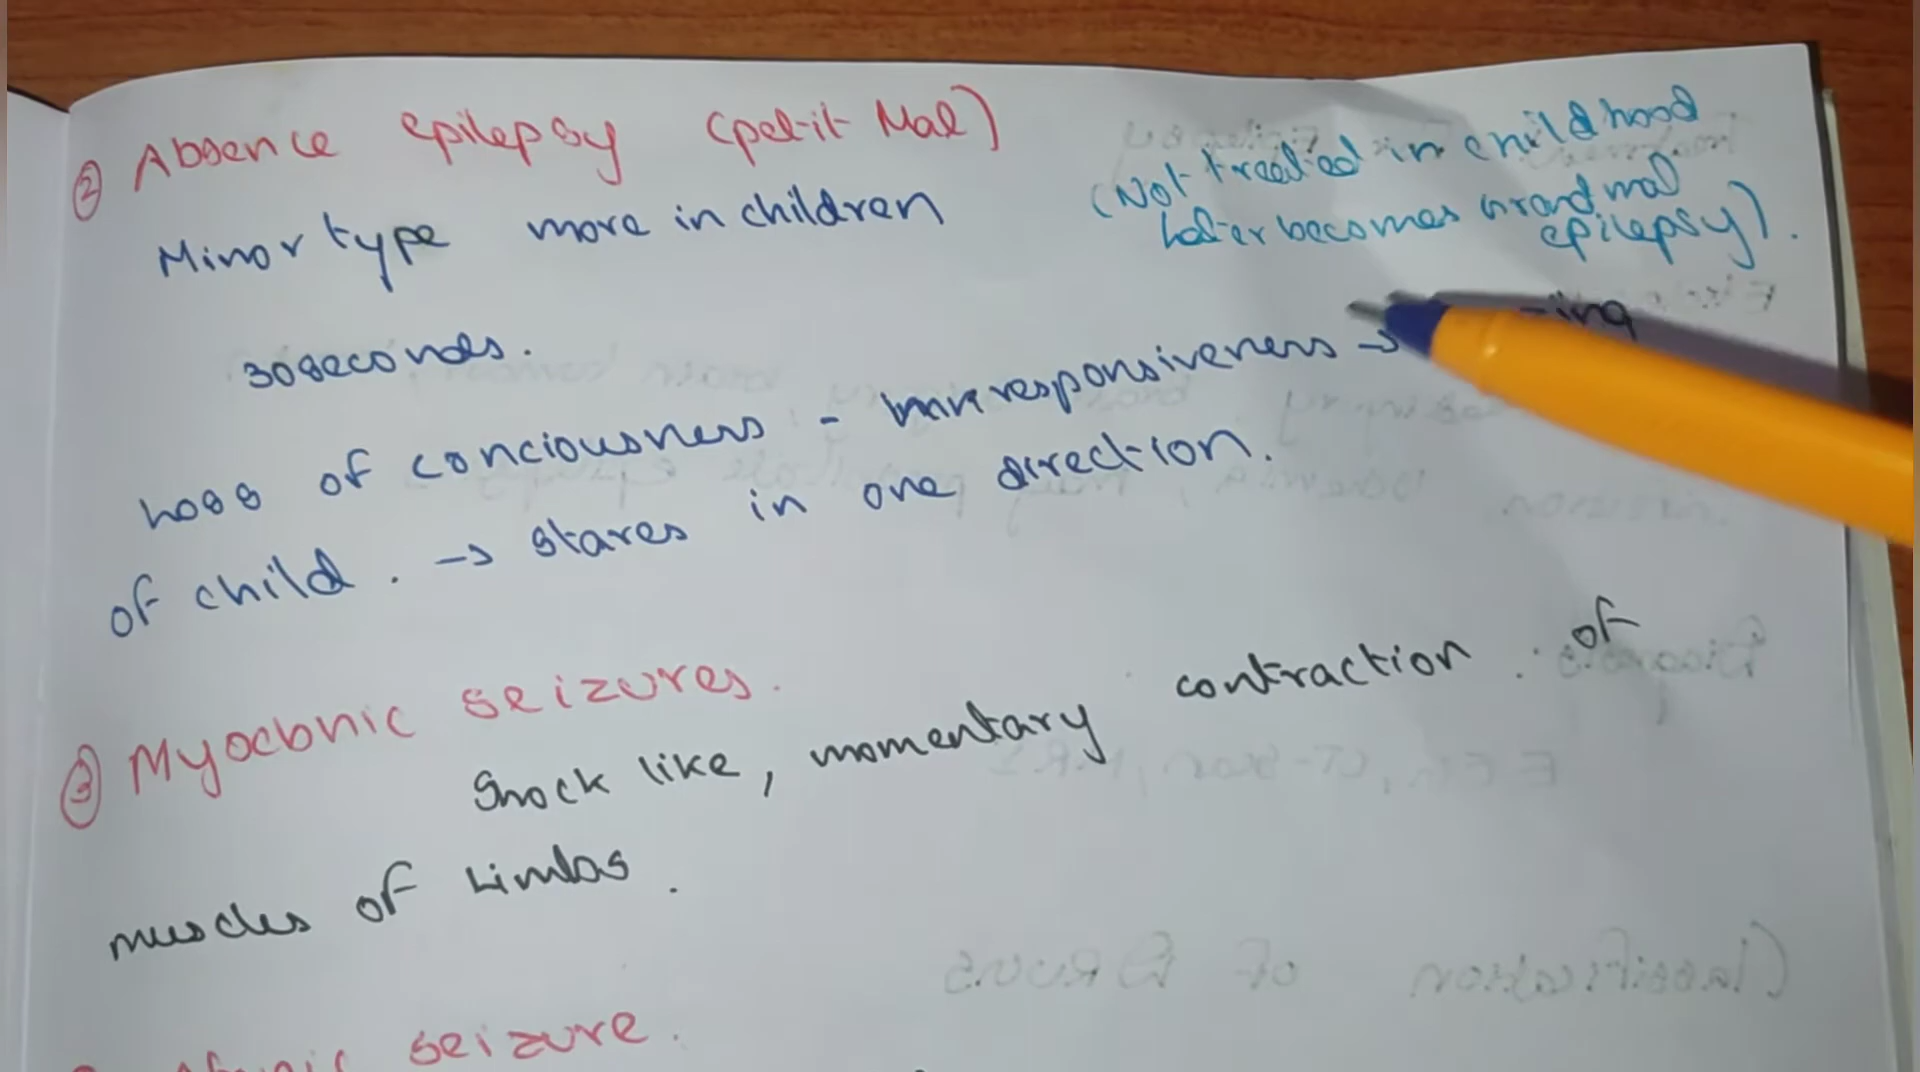 ② Absence epilepsy (petit Mal)
(Not treated in childhood
later becomes Grand mal
epilepsy).
Minor type more in children
30seconds.
Loss of conciousness - responsiveness →
of child. → stares in one direction.
③ Myoclonic seizures.
Shock like, momentary contraction of
muscles of Limbs.
seizure.